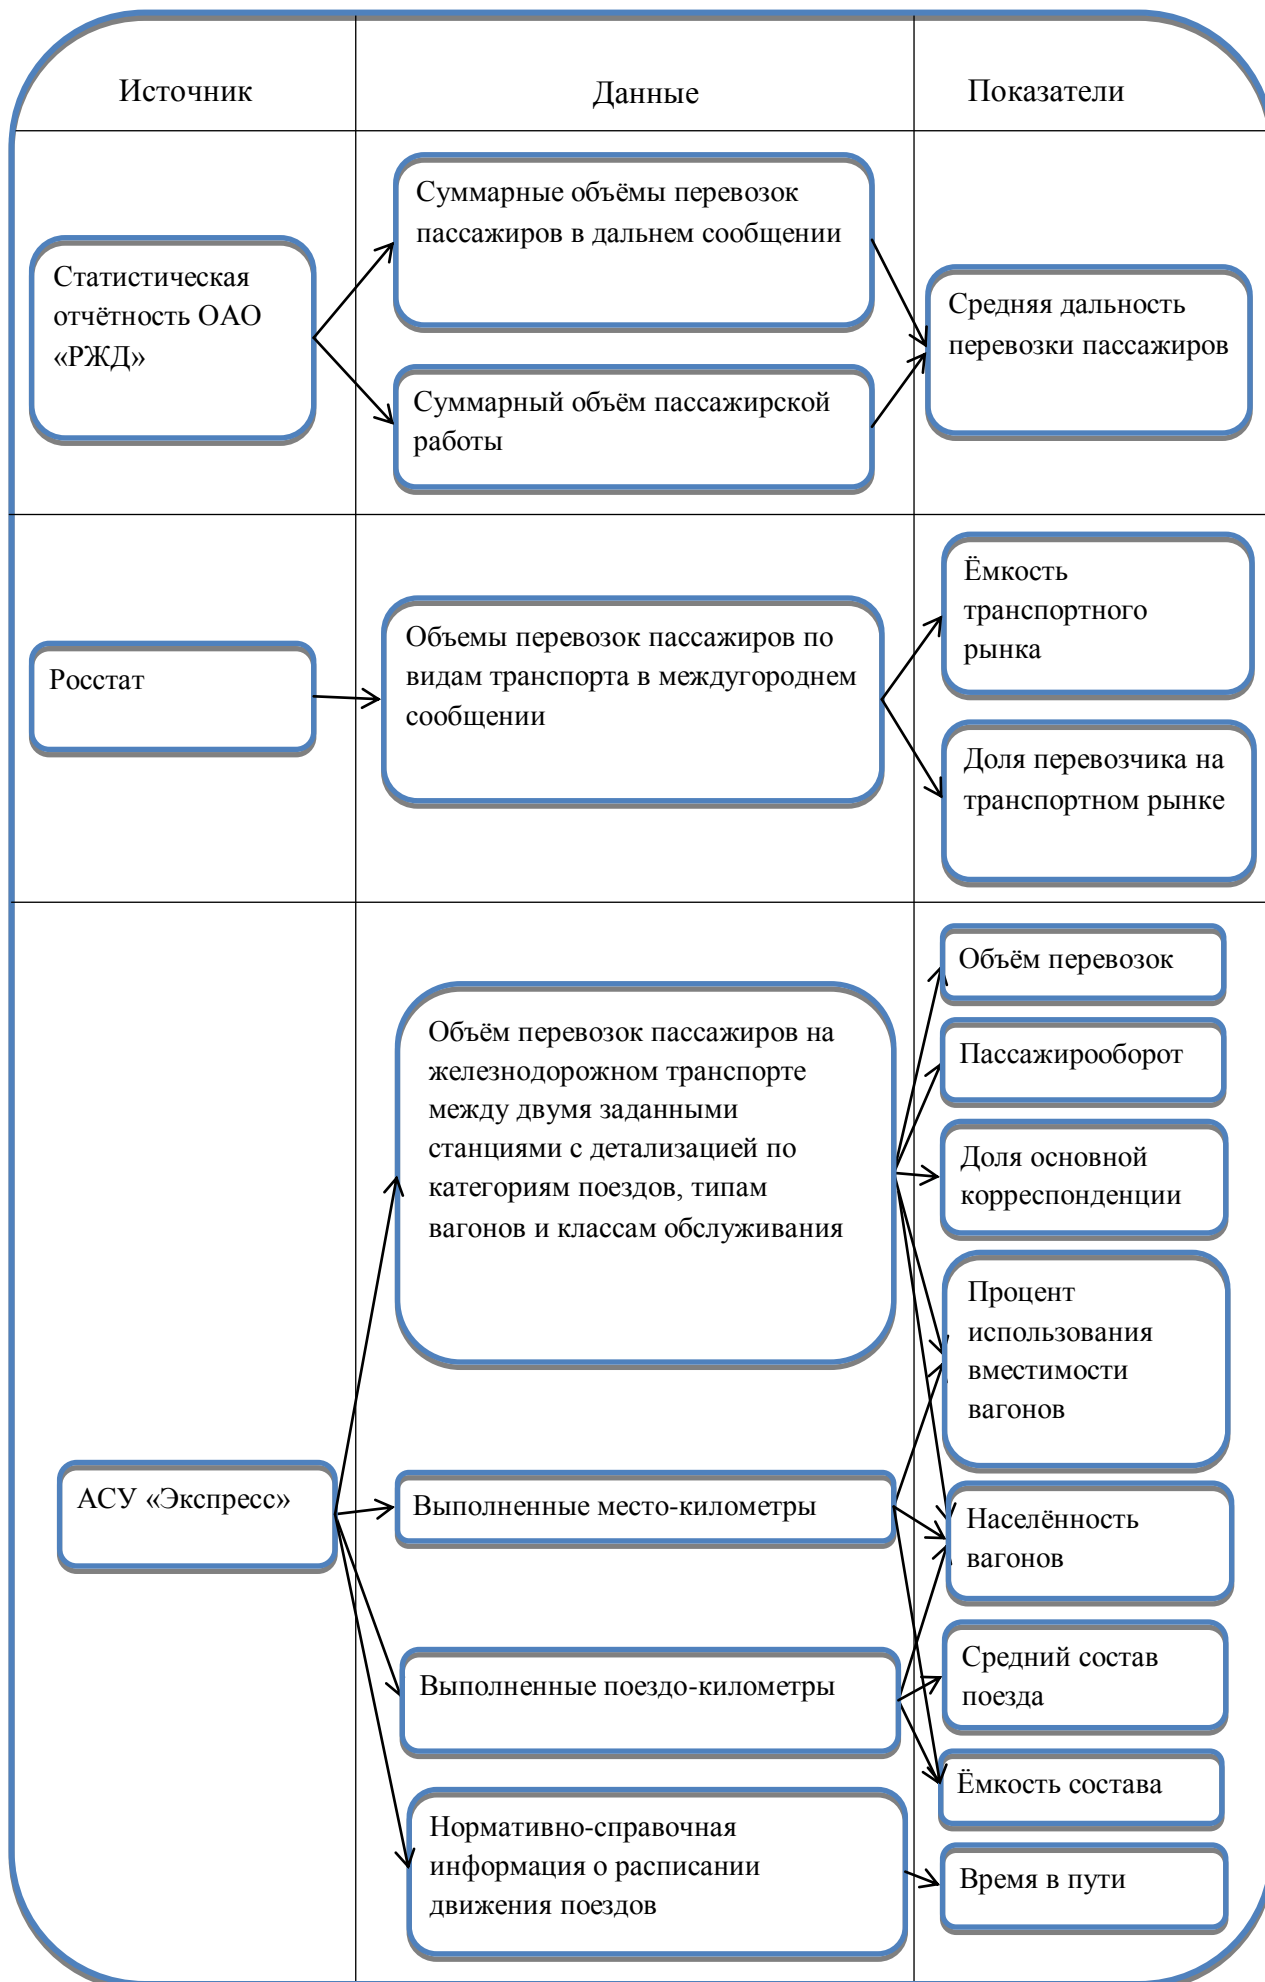 Источник
Данные
Показатели
Статистическая
отчётность ОАО
«РЖД»
Суммарные объёмы перевозок
пассажиров в дальнем сообщении
Суммарный объём пассажирской
работы
Средняя дальность
перевозки пассажиров
Росстат
Объемы перевозок пассажиров по
видам транспорта в междугороднем
сообщении
Ёмкость
транспортного
рынка
Доля перевозчика на
транспортном рынке
АСУ «Экспресс»
Объём перевозок пассажиров на
железнодорожном транспорте
между двумя заданными
станциями с детализацией по
категориям поездов, типам
вагонов и классам обслуживания
Выполненные место-километры
Выполненные поездо-километры
Нормативно-справочная
информация о расписании
движения поездов
Объём перевозок
Пассажирооборот
Доля основной
корреспонденции
Процент
использования
вместимости
вагонов
Населённость
вагонов
Средний состав
поезда
Ёмкость состава
Время в пути